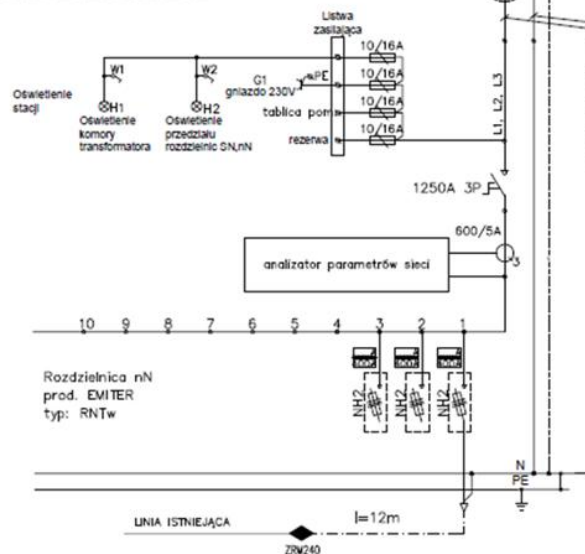 Listwa
zasilająca
10/16A
W1
W2
G1
PE
gniazdo 230V
10/16A
Oświetlenie
stacji
H1
H2
Oświetlenie
komory
transformatora
Oświetlenie
przedziału
rozdzielnic SN,nN
tablica pom
10/16A
rezerwa
10/16A
L1, L2, L3
1250A 3P
600/5A
3
analizator parametrów sieci
10 9 8 7 6 5 4 3 2 1
Rozdzielnica nN
prod. EMITER
typ: RNTw
NH2 NH2 NH2
N
PE
LINIA ISTNIEJĄCA
l=12m
ZRM240